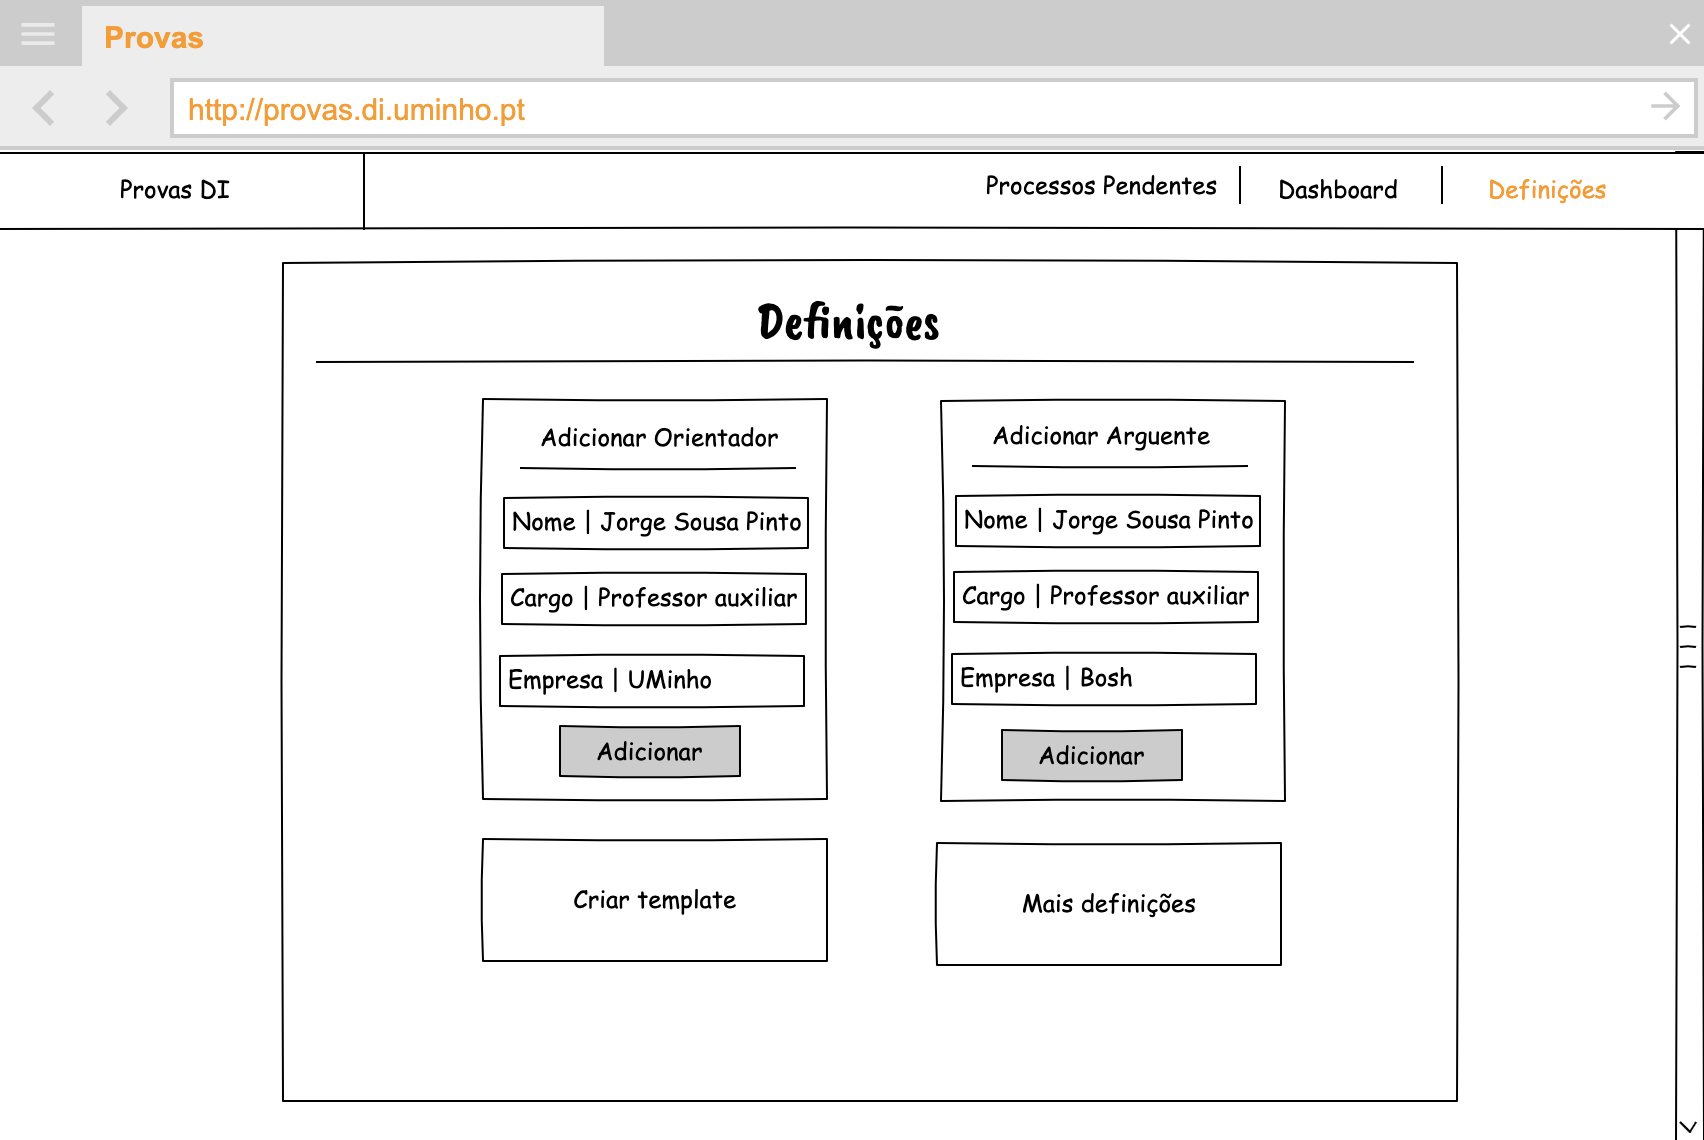 Provas
http://provas.di.uminho.pt
Provas DI
Processos Pendentes
Dashboard
Definições
Definições
Adicionar Orientador
Nome | Jorge Sousa Pinto
Cargo | Professor auxiliar
Empresa | UMinho
Adicionar
Adicionar Arguente
Nome | Jorge Sousa Pinto
Cargo | Professor auxiliar
Empresa | Bosh
Adicionar
Criar template
Mais definições